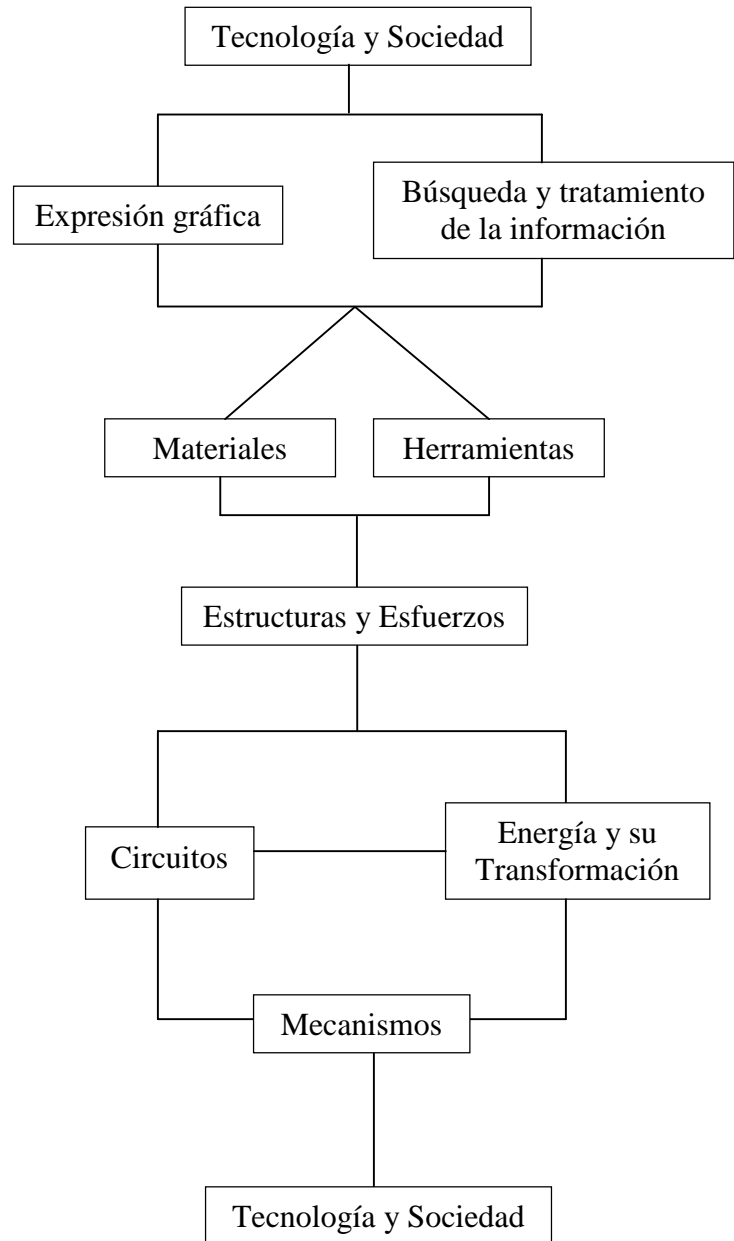 Tecnología y Sociedad
Expresión gráfica
Búsqueda y tratamiento
de la información
Materiales
Herramientas
Estructuras y Esfuerzos
Circuitos
Energía y su
Transformación
Mecanismos
Tecnología y Sociedad